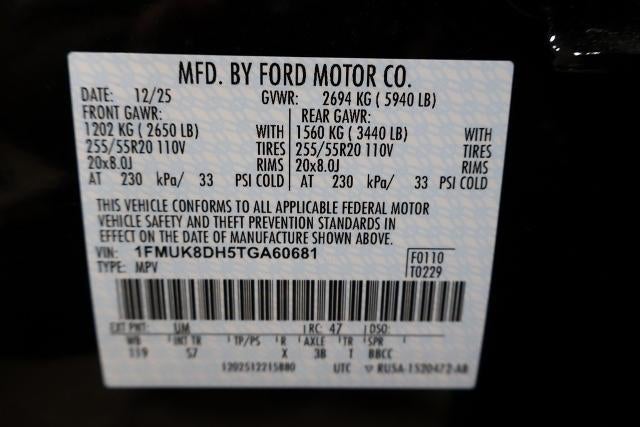 MFD. BY FORD MOTOR CO.
DATE: 12/25 GVWR: 2694 KG ( 5940 LB)
FRONT GAWR: REAR GAWR:
1202 KG ( 2650 LB) WITH 1560 KG ( 3440 LB) WITH
255/55R20 110V TIRES 255/55R20 110V TIRES
20x8.0J RIMS 20x8.0J RIMS
AT 230 kPa/ 33 PSI COLD AT 230 kPa/ 33 PSI COLD
THIS VEHICLE CONFORMS TO ALL APPLICABLE FEDERAL MOTOR
VEHICLE SAFETY AND THEFT PREVENTION STANDARDS IN
EFFECT ON THE DATE OF MANUFACTURE SHOWN ABOVE.
VIN: 1FMUK8DH5TGA60681 F0110
TYPE: MPV T0229
EXT PNT: UM RC: 47 DSO:
WB INT TR TP/PS R AXLE TR SPR
119 S7 X 3B T BBCC
1202512215880 UTC RUSA-1520472-AB